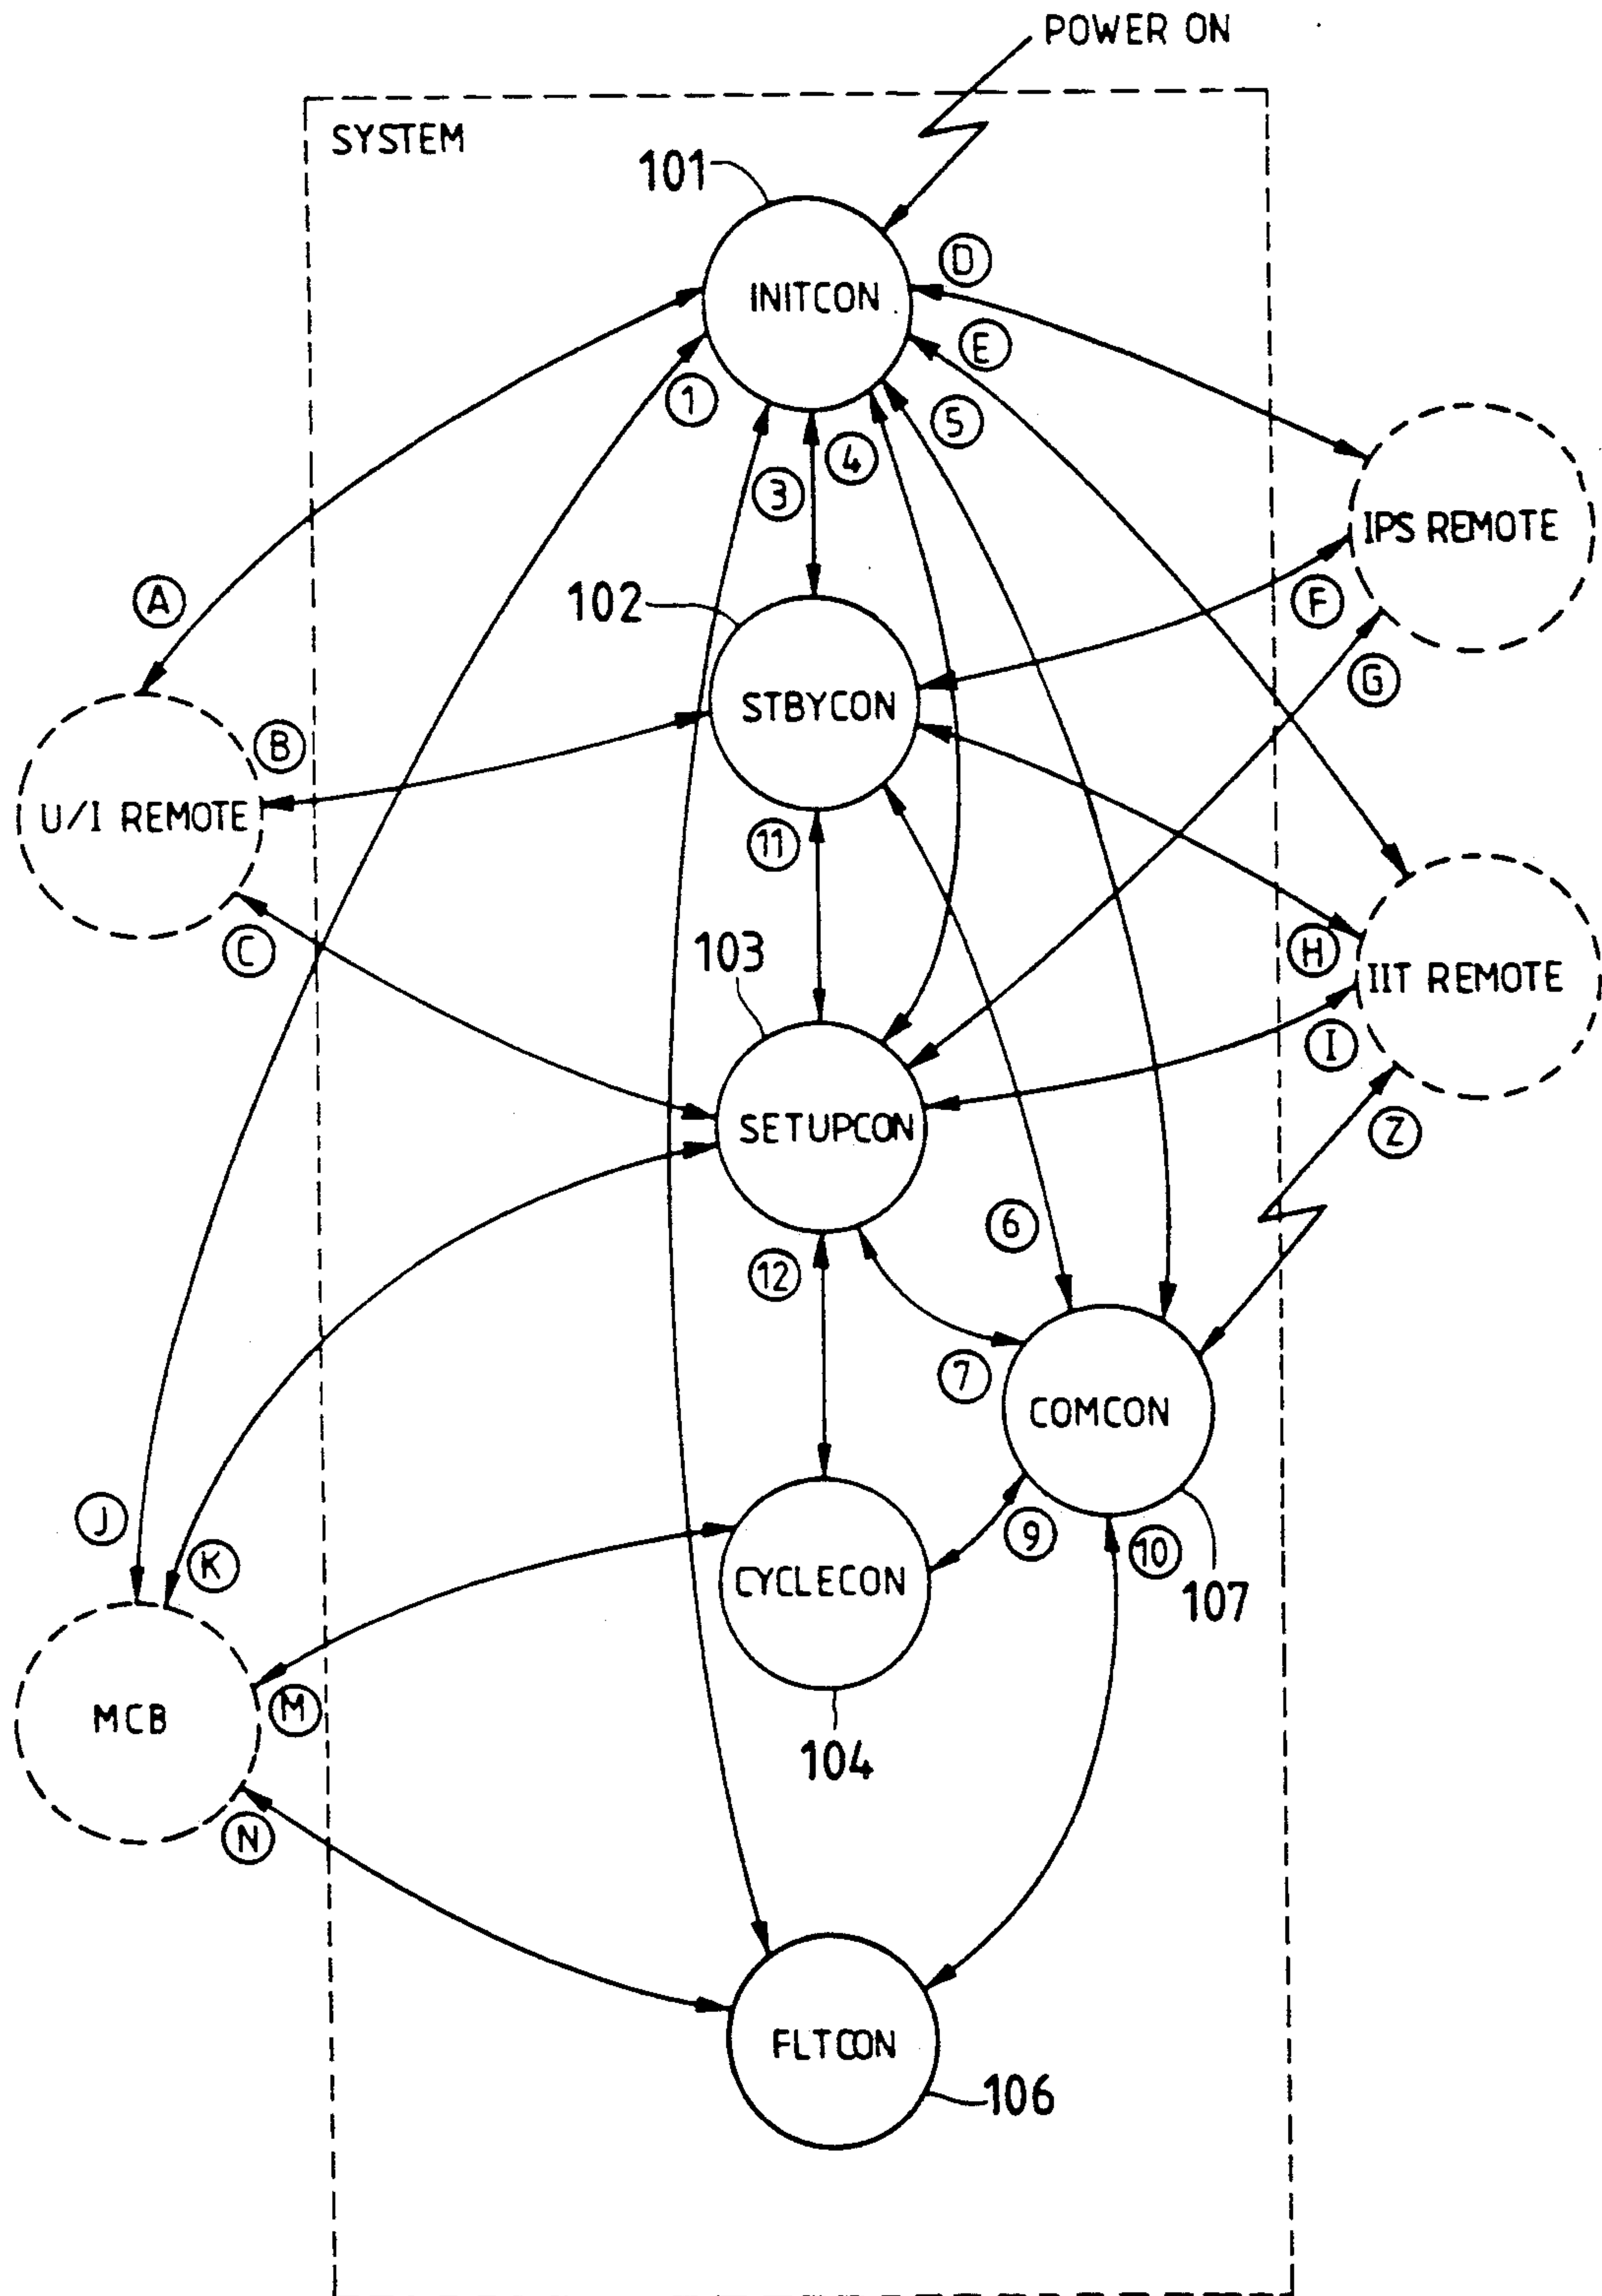 POWER ON
SYSTEM
101
INITCON
D
E
1
5
4
3
IPS REMOTE
A
102
F
G
STBYCON
B
U/I REMOTE
11
C
103
H
IIT REMOTE
I
SETUPCON
Z
6
12
7
COMCON
J
9
10
K
CYCLECON
107
M
MCB
104
N
FLTCON
106